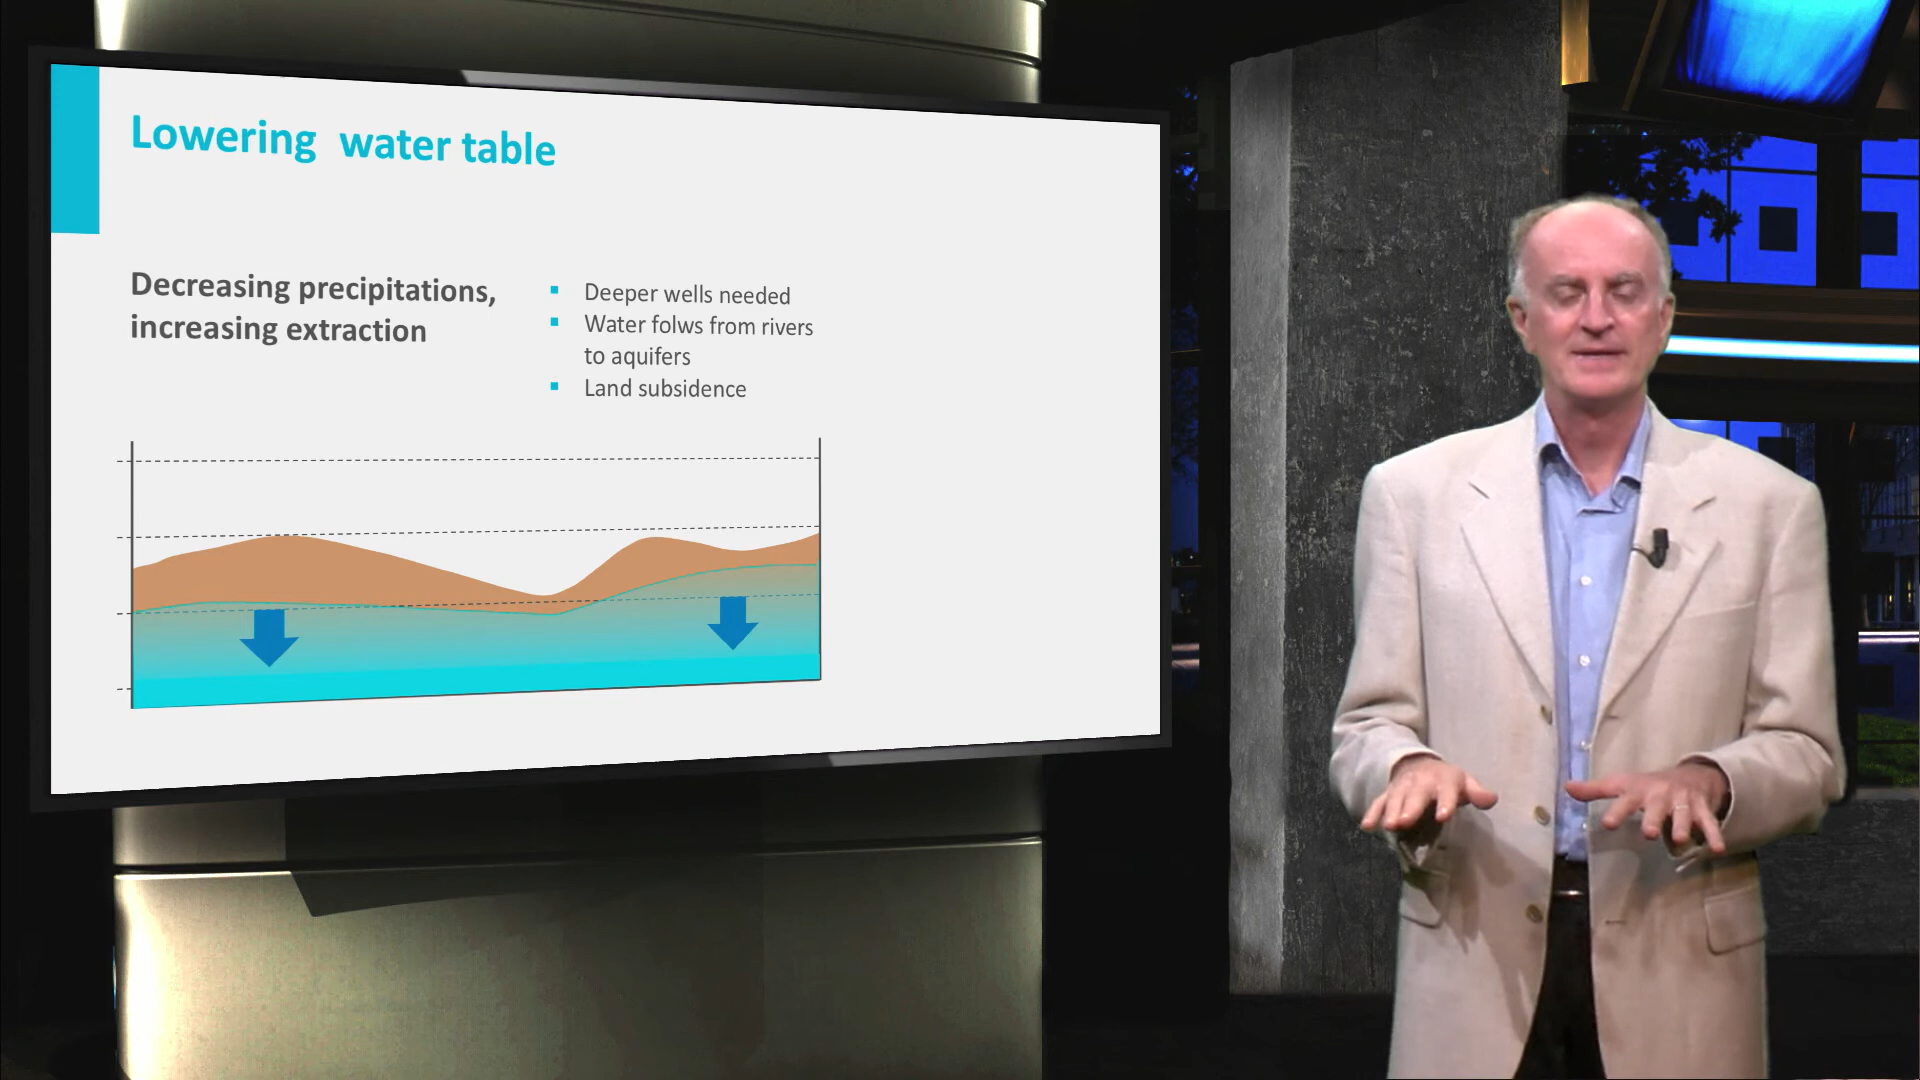 Lowering water table
Decreasing precipitations,
increasing extraction
Deeper wells needed
Water folws from rivers
to aquifers
Land subsidence